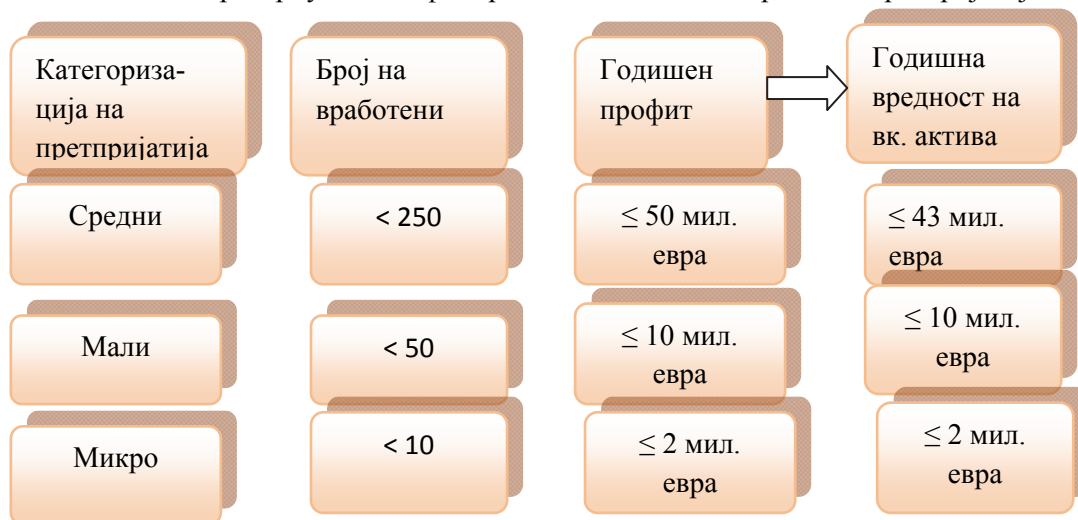 Категориза-
ција на
претпријатија
Број на
вработени
Годишен
профит
Годишна
вредност на
вк. актива
Средни
< 250
≤ 50 мил.
евра
≤ 43 мил.
евра
Мали
< 50
≤ 10 мил.
евра
≤ 10 мил.
евра
Микро
< 10
≤ 2 мил.
евра
≤ 2 мил.
евра